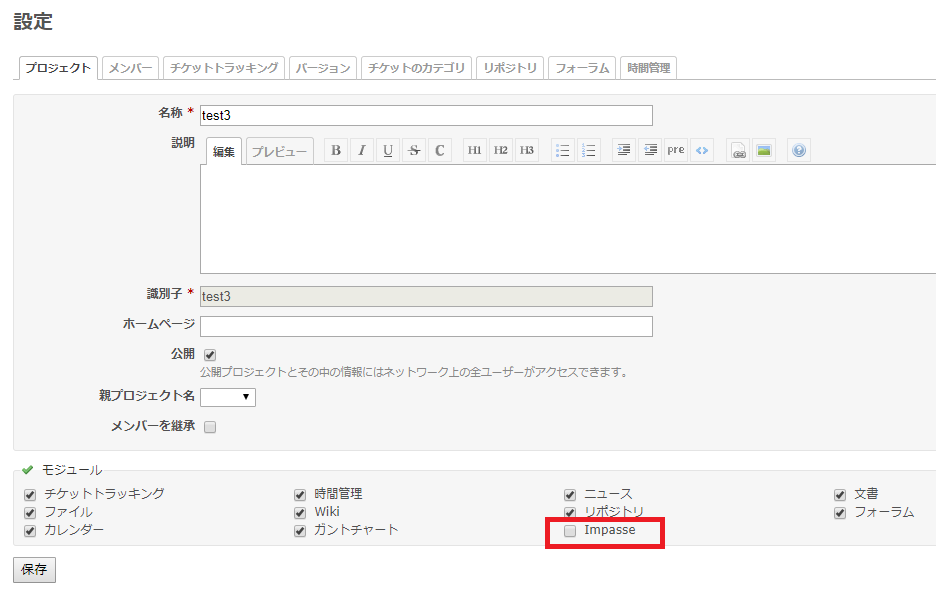 設定
プロジェクト メンバー チケットトラッキング バージョン チケットのカテゴリ リポジトリ フォーラム 時間管理
名称 * test3
説明 編集 プレビュー B I U S C H1 H2 H3 pre <> ?
識別子 * test3
ホームページ
公開
公開プロジェクトとその中の情報にはネットワーク上の全ユーザーがアクセスできます。
親プロジェクト名
メンバーを継承
モジュール
チケットトラッキング 時間管理 ニュース 文書
ファイル Wiki リポジトリ フォーラム
カレンダー ガントチャート Impasse
保存